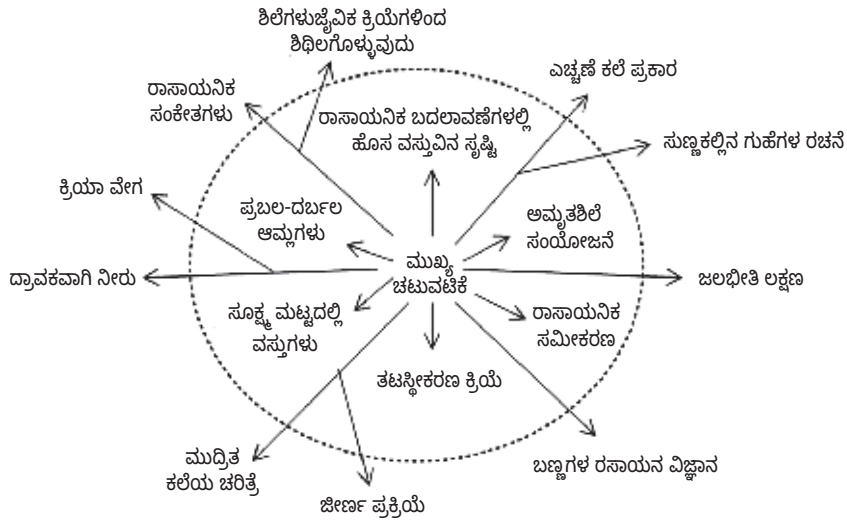 ಶಿಲೆಗಳುಜೈವಿಕ ಕ್ರಿಯೆಗಳಿಂದ
ಶಿಥಿಲಗೊಳ್ಳುವುದು
ಎಚ್ಚಣೆ ಕಲೆ ಪ್ರಕಾರ
ರಾಸಾಯನಿಕ
ಸಂಕೇತಗಳು
ರಾಸಾಯನಿಕ ಬದಲಾವಣೆಗಳಲ್ಲಿ
ಹೊಸ ವಸ್ತುವಿನ ಸೃಷ್ಟಿ
ಸುಣ್ಣಕಲ್ಲಿನ ಗುಹೆಗಳ ರಚನೆ
ಕ್ರಿಯಾ ವೇಗ
ಪ್ರಬಲ-ದರ್ಬಲ
ಆಮ್ಲಗಳು
ಅಮೃತಶಿಲೆ
ಸಂಯೋಜನೆ
ಮುಖ್ಯ
ಚಟುವಟಿಕೆ
ದ್ರಾವಕವಾಗಿ ನೀರು
ಜಲಭೀತಿ ಲಕ್ಷಣ
ಸೂಕ್ಷ್ಮ ಮಟ್ಟದಲ್ಲಿ
ವಸ್ತುಗಳು
ರಾಸಾಯನಿಕ
ಸಮೀಕರಣ
ತಟಸ್ಥೀಕರಣ ಕ್ರಿಯೆ
ಮುದ್ರಿತ
ಕಲೆಯ ಚರಿತ್ರೆ
ಬಣ್ಣಗಳ ರಸಾಯನ ವಿಜ್ಞಾನ
ಜೀರ್ಣ ಪ್ರಕ್ರಿಯೆ